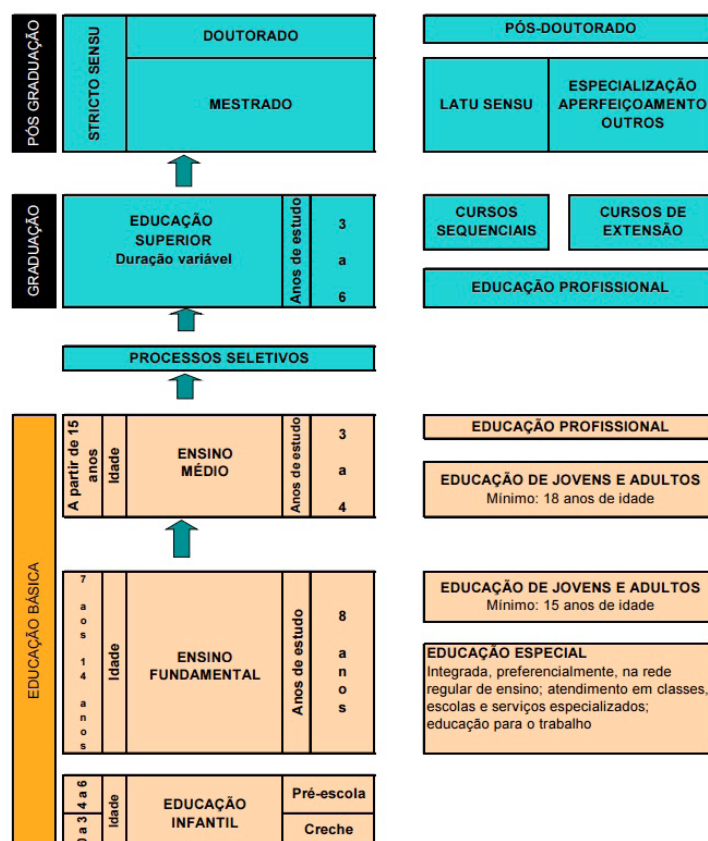 PÓS GRADUAÇÃO
STRICTO SENSU
DOUTORADO
MESTRADO
PÓS-DOUTORADO
LATU SENSU
ESPECIALIZAÇÃO
APERFEIÇOAMENTO
OUTROS
GRADUAÇÃO
EDUCAÇÃO
SUPERIOR
Duração variável
Anos de estudo
3
a
6
CURSOS
SEQUENCIAIS
CURSOS DE
EXTENSÃO
EDUCAÇÃO PROFISSIONAL
PROCESSOS SELETIVOS
EDUCAÇÃO BÁSICA
A partir de 15
anos
Idade
ENSINO
MÉDIO
Anos de estudo
3
a
4
EDUCAÇÃO PROFISSIONAL
EDUCAÇÃO DE JOVENS E ADULTOS
Mínimo: 18 anos de idade
7 aos 14 anos
Idade
ENSINO
FUNDAMENTAL
Anos de estudo
8
anos
EDUCAÇÃO DE JOVENS E ADULTOS
Mínimo: 15 anos de idade
EDUCAÇÃO ESPECIAL
Integrada, preferencialmente, na rede
regular de ensino; atendimento em classes,
escolas e serviços especializados;
educação para o trabalho
4 a 6
a 3
Idade
EDUCAÇÃO
INFANTIL
Pré-escola
Creche